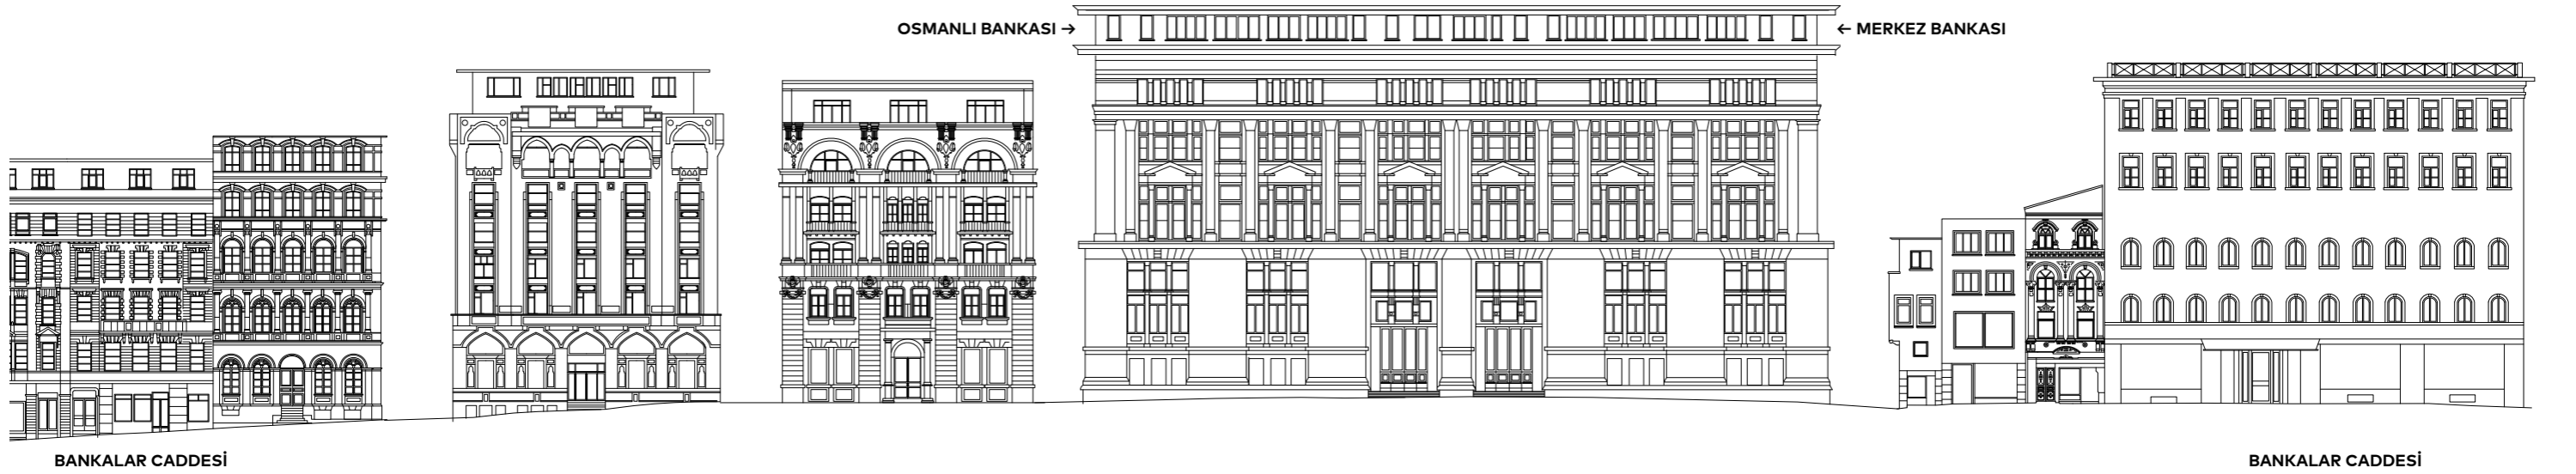 OSMANLI BANKASI →
← MERKEZ BANKASI
BANKALAR CADDESİ
BANKALAR CADDESİ